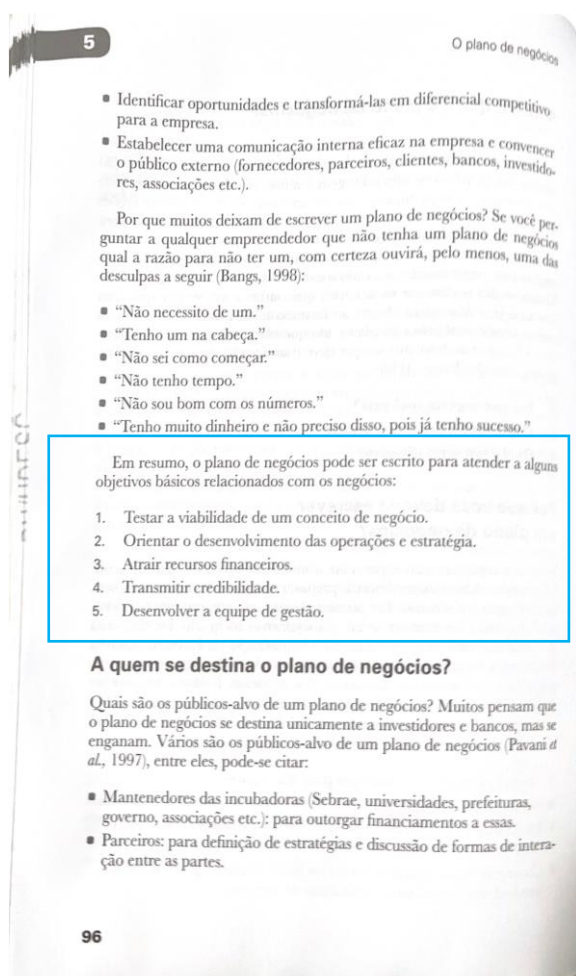 5
O plano de negócios
■ Identificar oportunidades e transformá-las em diferencial competitivo
para a empresa.
■ Estabelecer uma comunicação interna eficaz na empresa e convencer
o público externo (fornecedores, parceiros, clientes, bancos, investido-
res, associações etc.).
Por que muitos deixam de escrever um plano de negócios? Se você per-
guntar a qualquer empreendedor que não tenha um plano de negócios
qual a razão para não ter um, com certeza ouvirá, pelo menos, uma das
desculpas a seguir (Bangs, 1998):
■ “Não necessito de um.”
■ “Tenho um na cabeça.”
■ “Não sei como começar.”
■ “Não tenho tempo.”
■ “Não sou bom com os números.”
■ “Tenho muito dinheiro e não preciso disso, pois já tenho sucesso.”
Em resumo, o plano de negócios pode ser escrito para atender a alguns
objetivos básicos relacionados com os negócios:
1. Testar a viabilidade de um conceito de negócio.
2. Orientar o desenvolvimento das operações e estratégia.
3. Atrair recursos financeiros.
4. Transmitir credibilidade.
5. Desenvolver a equipe de gestão.
A quem se destina o plano de negócios?
Quais são os públicos-alvo de um plano de negócios? Muitos pensam que
o plano de negócios se destina unicamente a investidores e bancos, mas se
enganam. Vários são os públicos-alvo de um plano de negócios (Pavani et
al., 1997), entre eles, pode-se citar:
■ Mantenedores das incubadoras (Sebrae, universidades, prefeituras,
governo, associações etc.): para outorgar financiamentos a essas.
■ Parceiros: para definição de estratégias e discussão de formas de intera-
ção entre as partes.
96